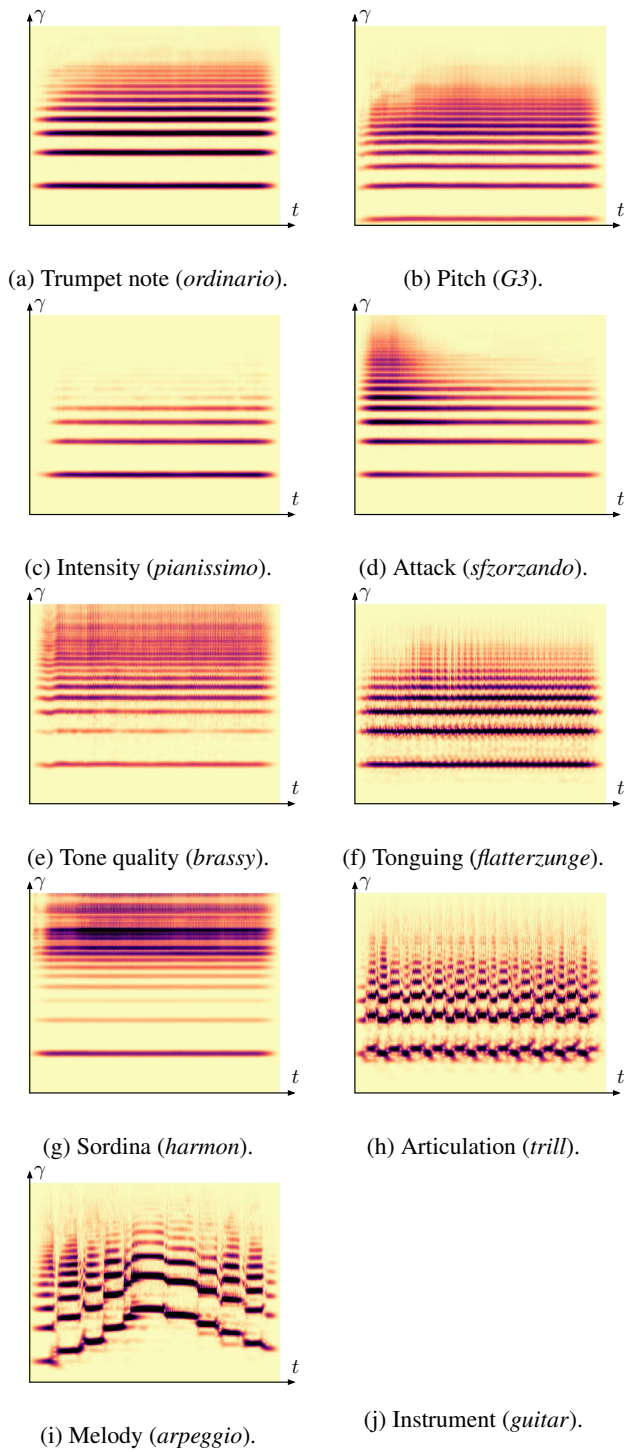 γ γ
t t
(a) Trumpet note (ordinario). (b) Pitch (G3).
γ γ
t t
(c) Intensity (pianissimo). (d) Attack (sfzorzando).
γ γ
t t
(e) Tone quality (brassy). (f) Tonguing (flatterzunge).
γ γ
t t
(g) Sordina (harmon). (h) Articulation (trill).
γ
t
(j) Instrument (guitar).
(i) Melody (arpeggio).